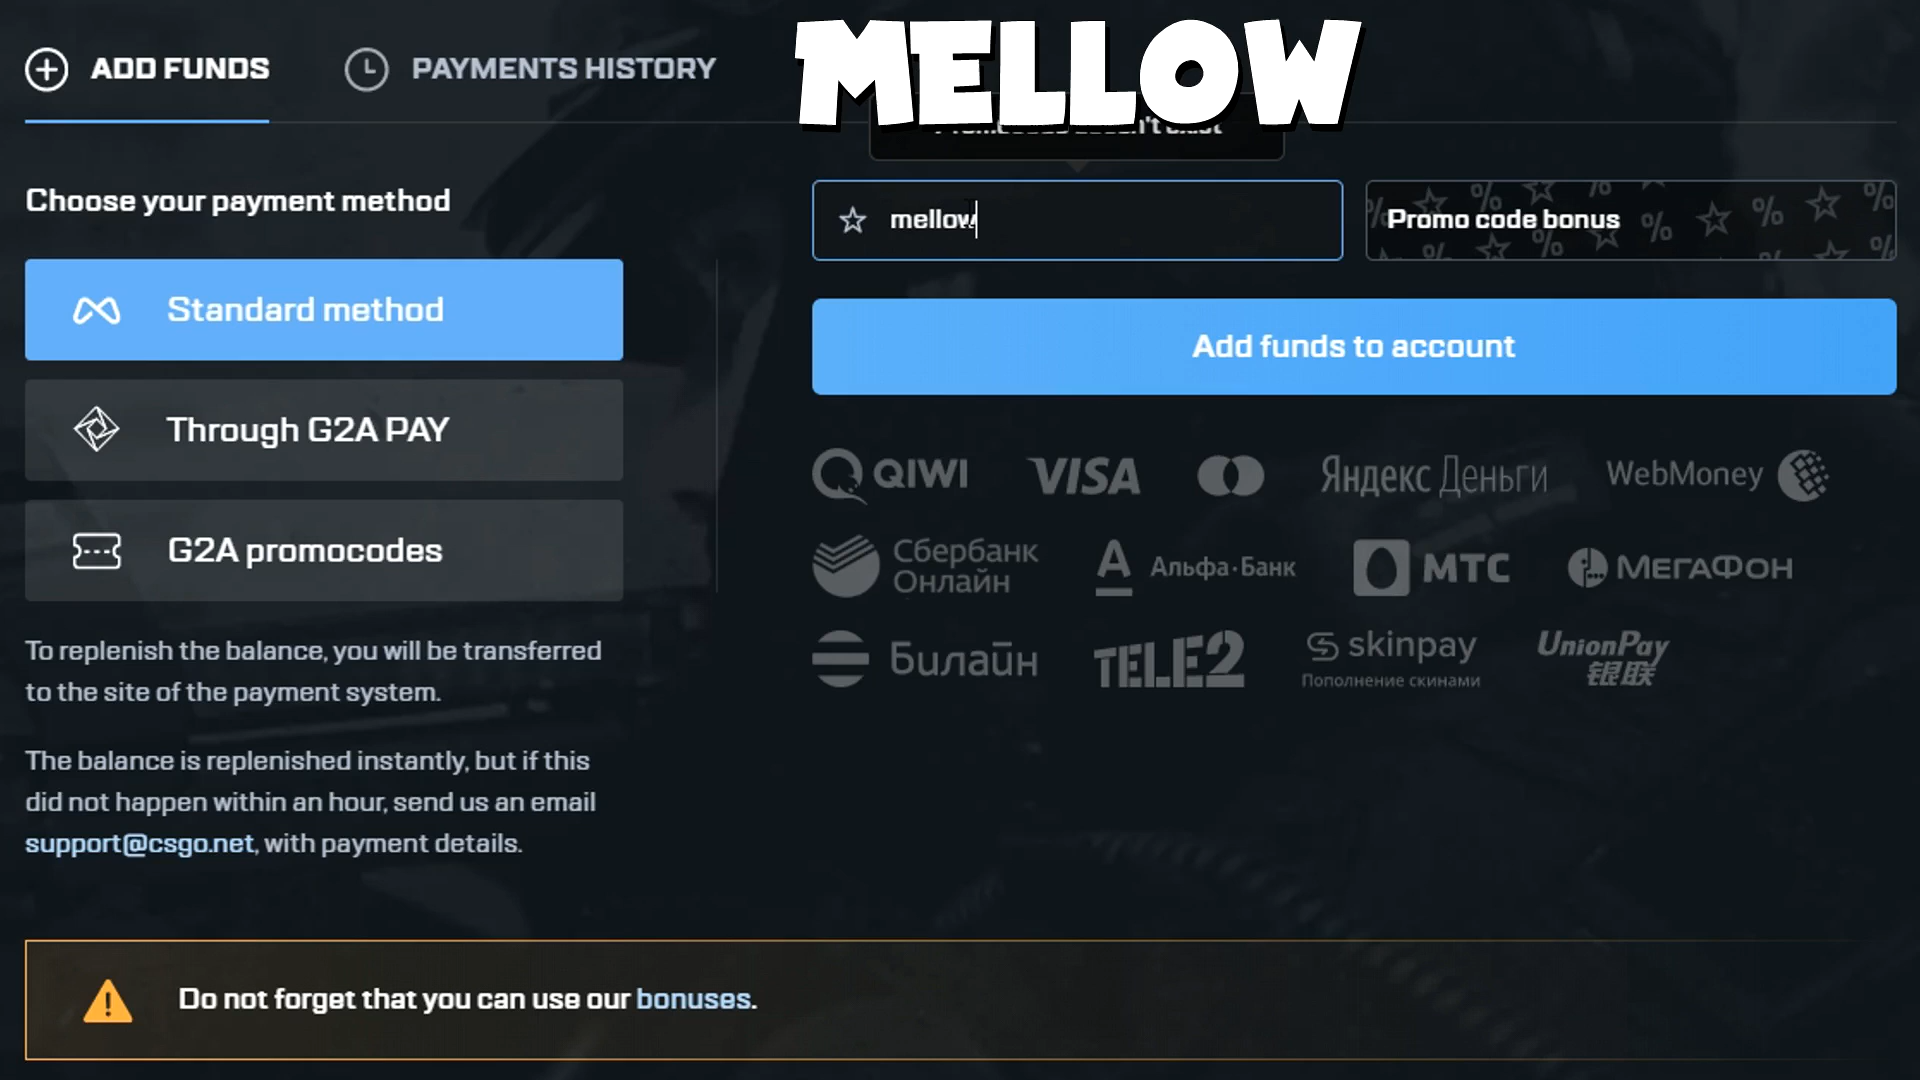 ADD FUNDS
PAYMENTS HISTORY
MELLOW
Choose your payment method
mellow
Promo code bonus
Standard method
Add funds to account
Through G2A PAY
QIWI
VISA
Яндекс Деньги
WebMoney
G2A promocodes
Сбербанк
Онлайн
Альфа·Банк
МТС
МЕГАФОН
Билайн
TELE2
skinpay
Пополнение скинами
UnionPay
银联
To replenish the balance, you will be transferred
to the site of the payment system.
The balance is replenished instantly, but if this
did not happen within an hour, send us an email
support@csgo.net, with payment details.
Do not forget that you can use our bonuses.